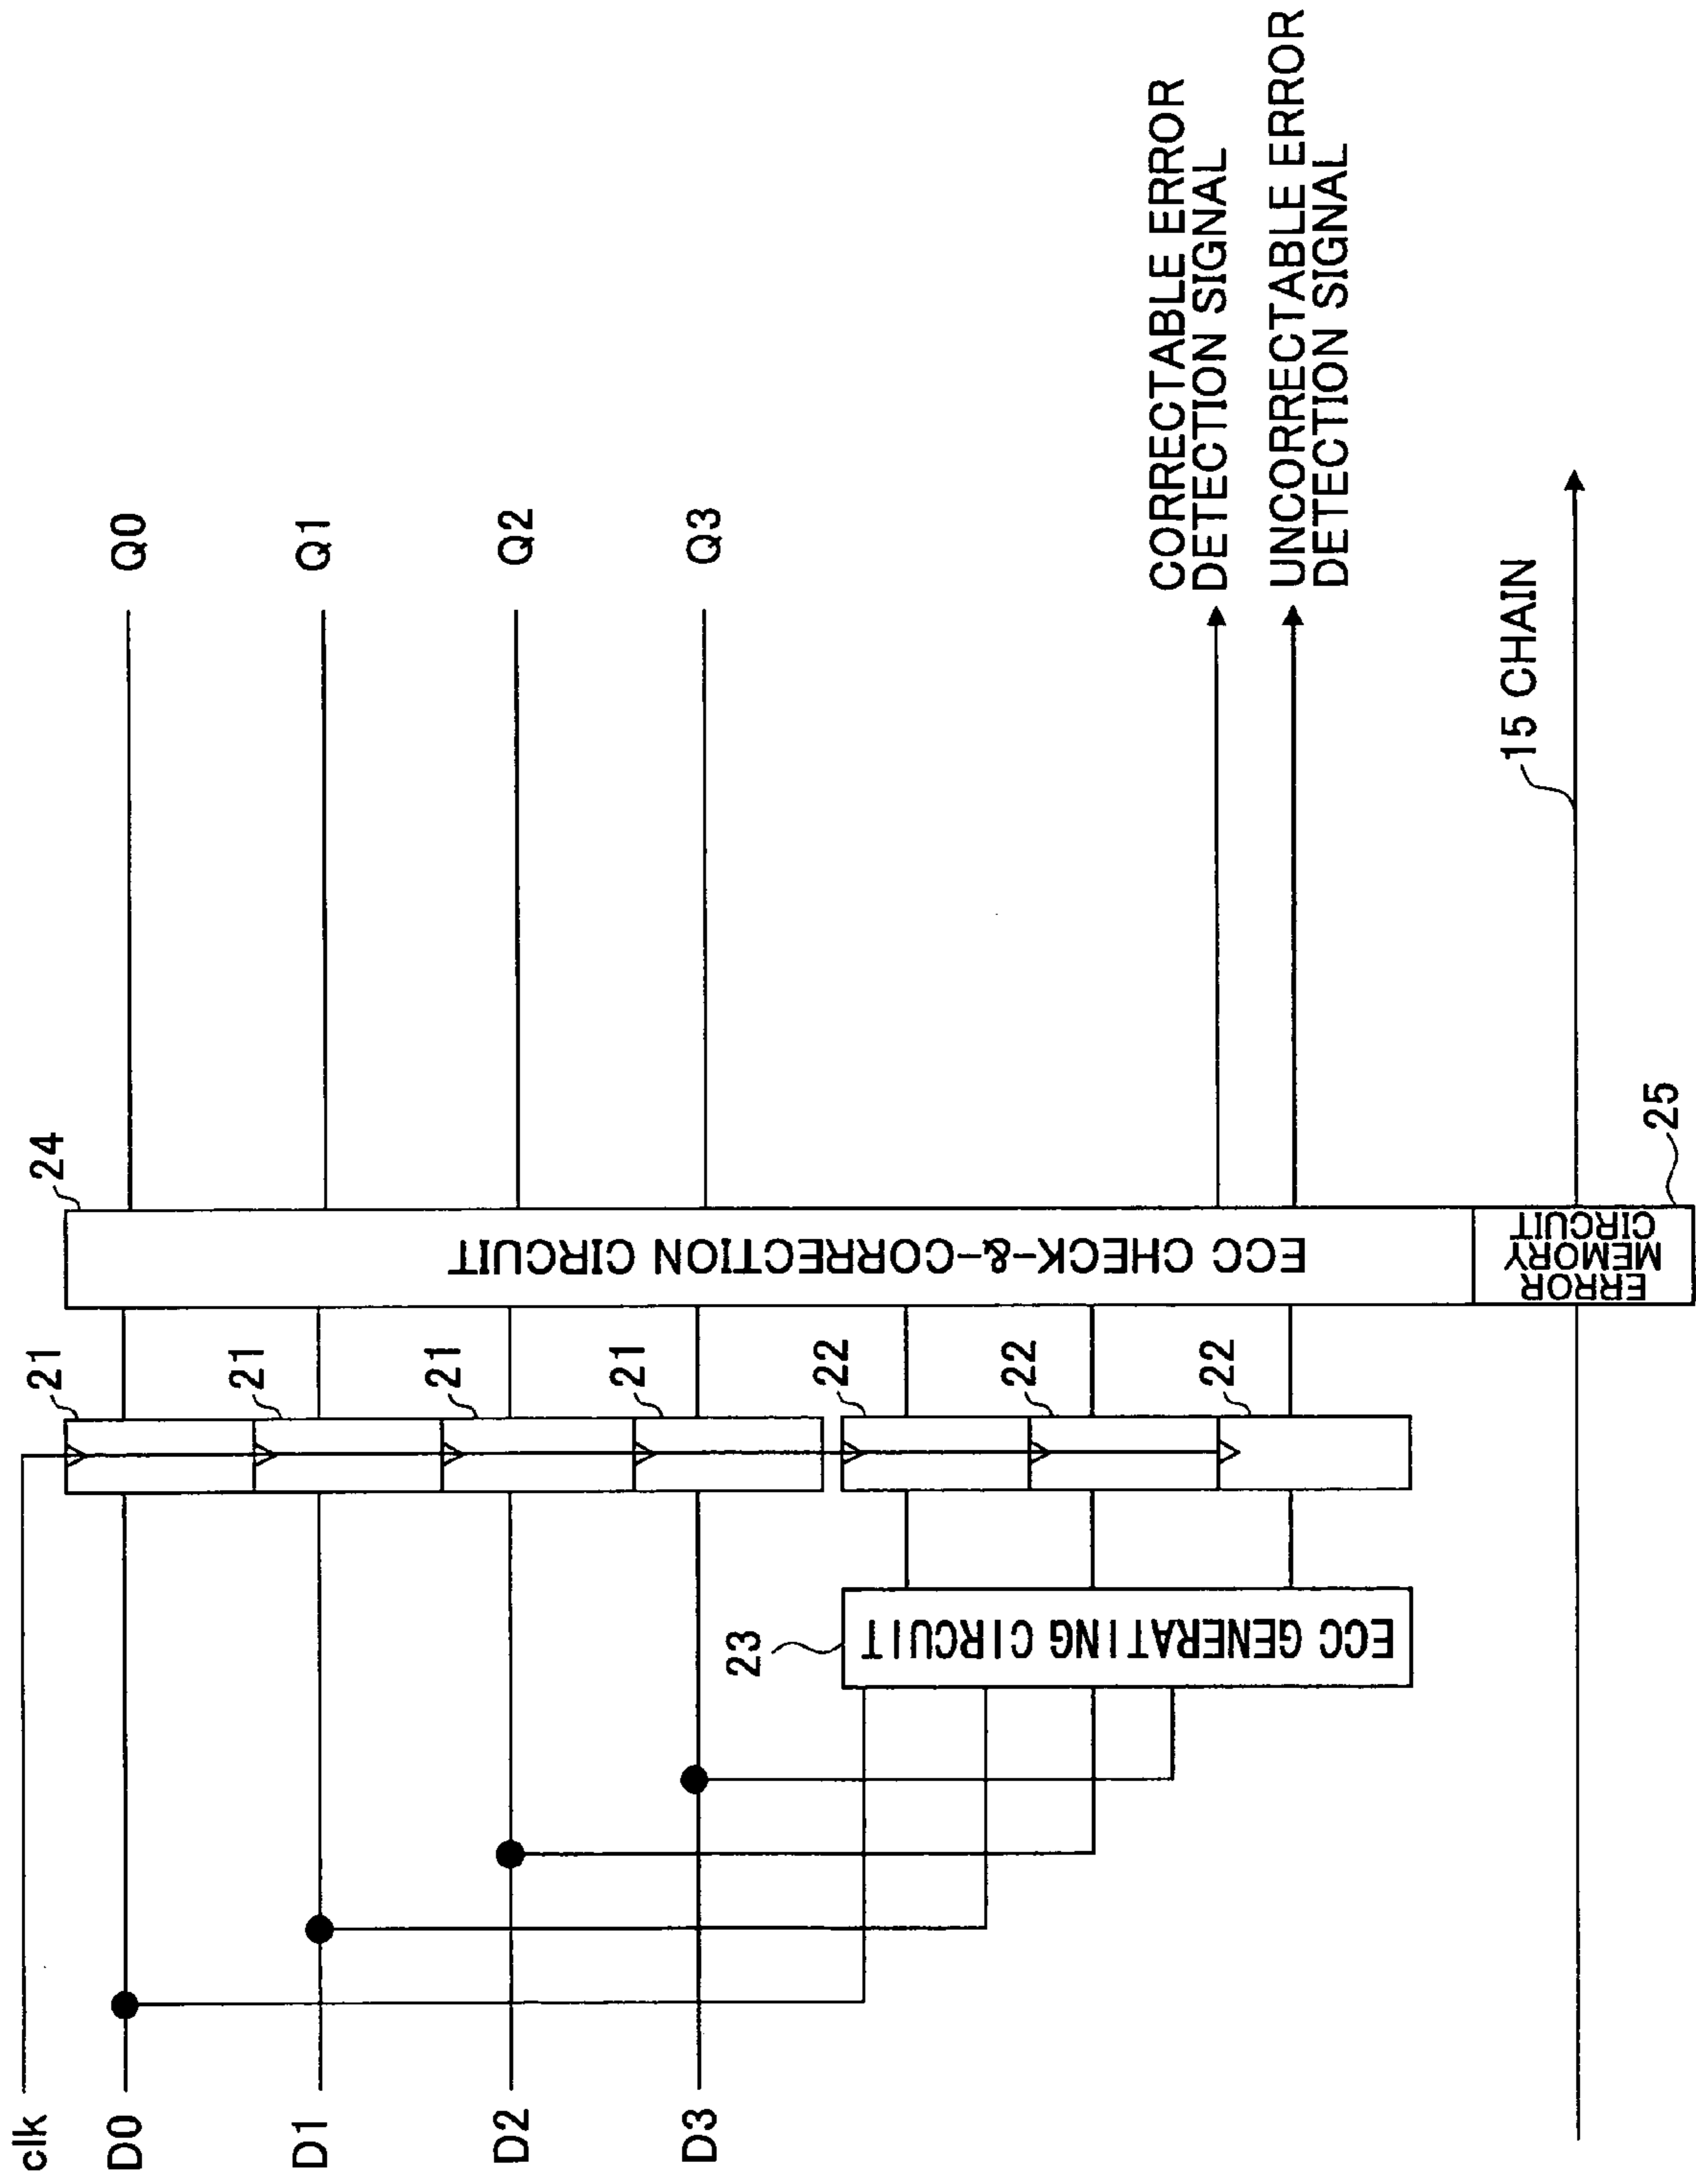 clk
D0
D1
D2
D3
23
ECC GENERATING CIRCUIT
21
21
21
21
22
22
22
24
ECC CHECK-&-CORRECTION CIRCUIT
ERROR
MEMORY
CIRCUIT
25
Q0
Q1
Q2
Q3
CORRECTABLE ERROR
DETECTION SIGNAL
UNCORRECTABLE ERROR
DETECTION SIGNAL
15 CHAIN